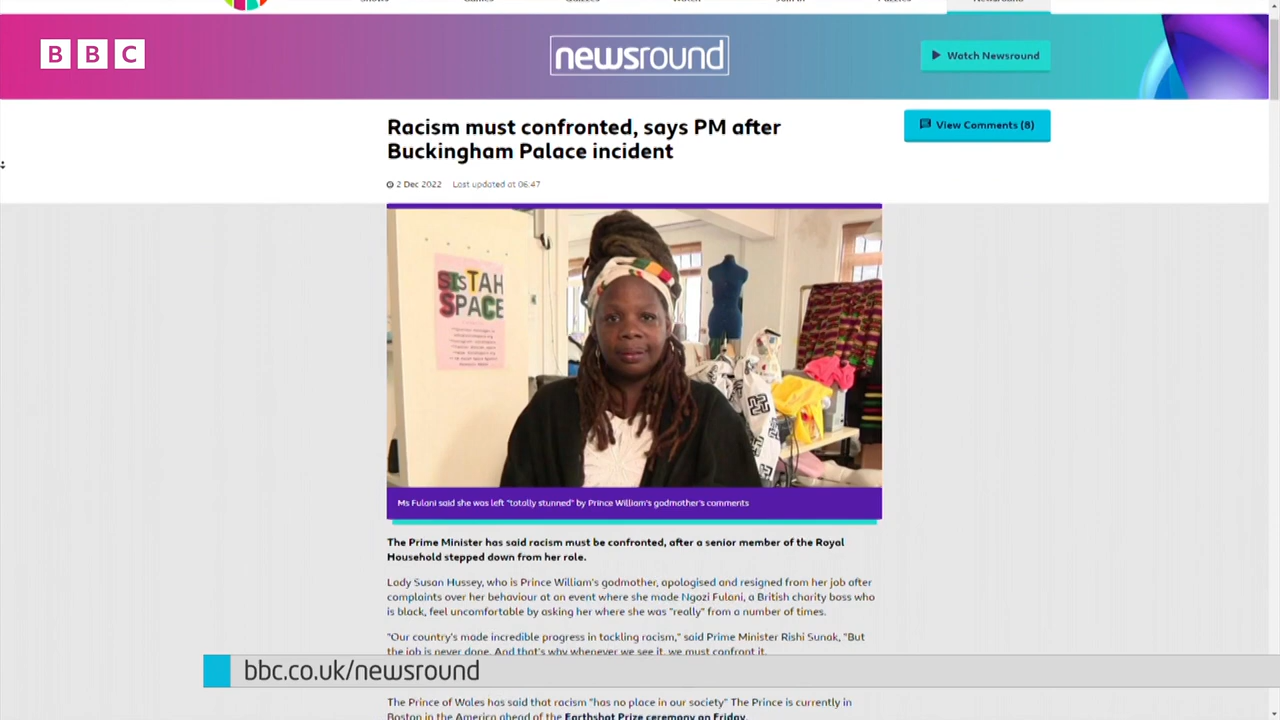 BBC
newsround
Watch Newsround
Racism must confronted, says PM after
Buckingham Palace incident
View Comments (8)
2 Dec 2022 Last updated at 06:47
SISTAH
SPACE
Ms Fulani said she was left "totally stunned" by Prince William's godmother's comments
The Prime Minister has said racism must be confronted, after a senior member of the Royal
Household stepped down from her role.
Lady Susan Hussey, who is Prince William's godmother, apologised and resigned from her job after
complaints over her behaviour at an event where she made Ngozi Fulani, a British charity boss who
is black, feel uncomfortable by asking her where she was "really" from a number of times.
"Our country's made incredible progress in tackling racism," said Prime Minister Rishi Sunak, "But
the job is never done. And that's why whenever we see it, we must confront it.
bbc.co.uk/newsround
The Prince of Wales has said that racism "has no place in our society" The Prince is currently in
Boston in the America ahead of the Earthshot Prize ceremony on Friday.